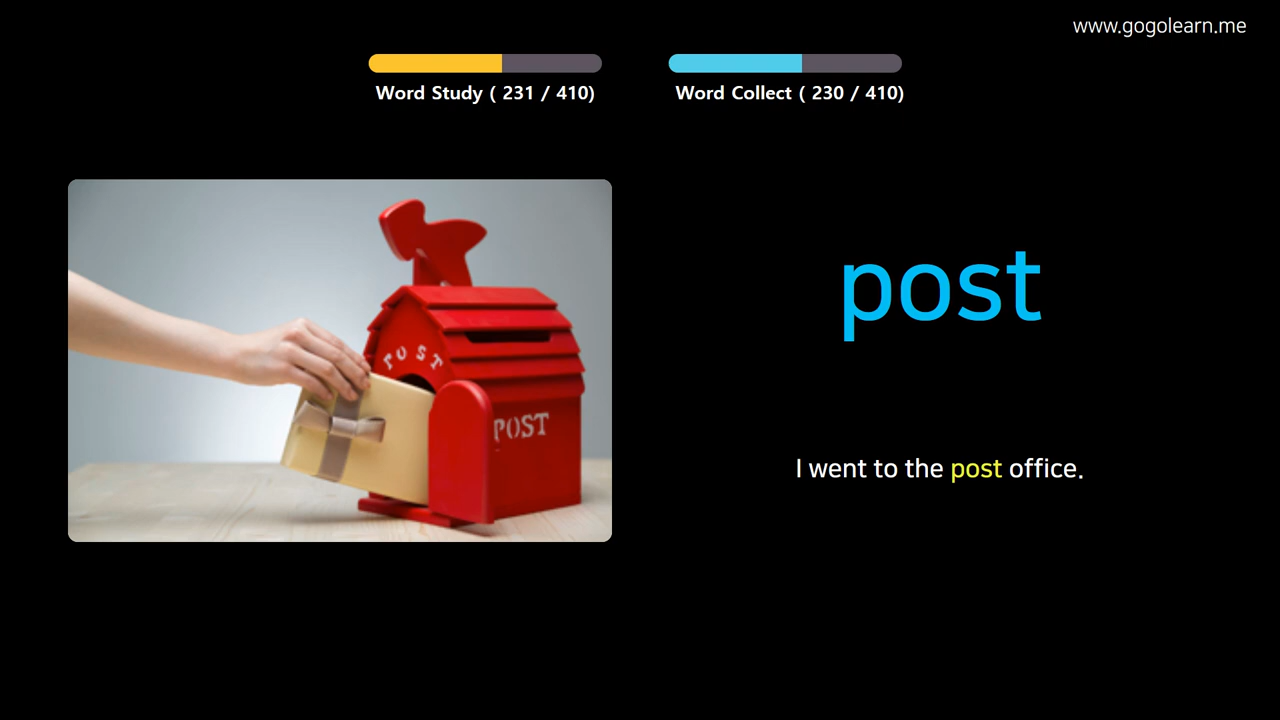 www.gogolearn.me
Word Study ( 231 / 410)
Word Collect ( 230 / 410)
POST
POST
post
I went to the post office.